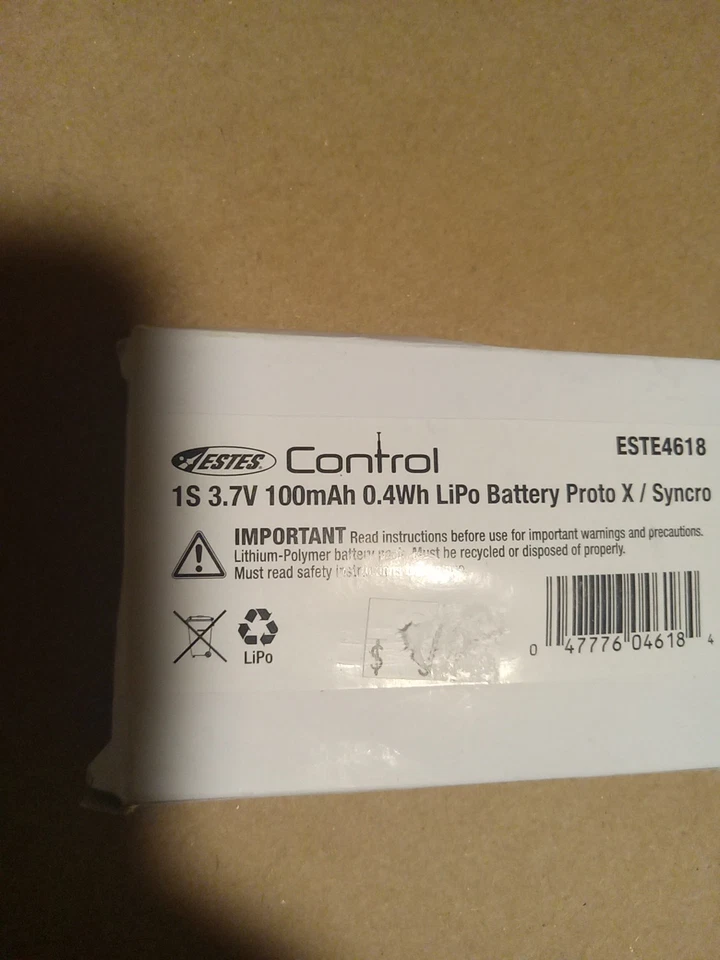 ESTES Control
ESTE4618
1S 3.7V 100mAh 0.4Wh LiPo Battery Proto X / Syncro
IMPORTANT Read instructions before use for important warnings and precautions.
Lithium-Polymer battery Must be recycled or disposed of properly.
Must read safety
LiPo
$
0 47776 04618 4